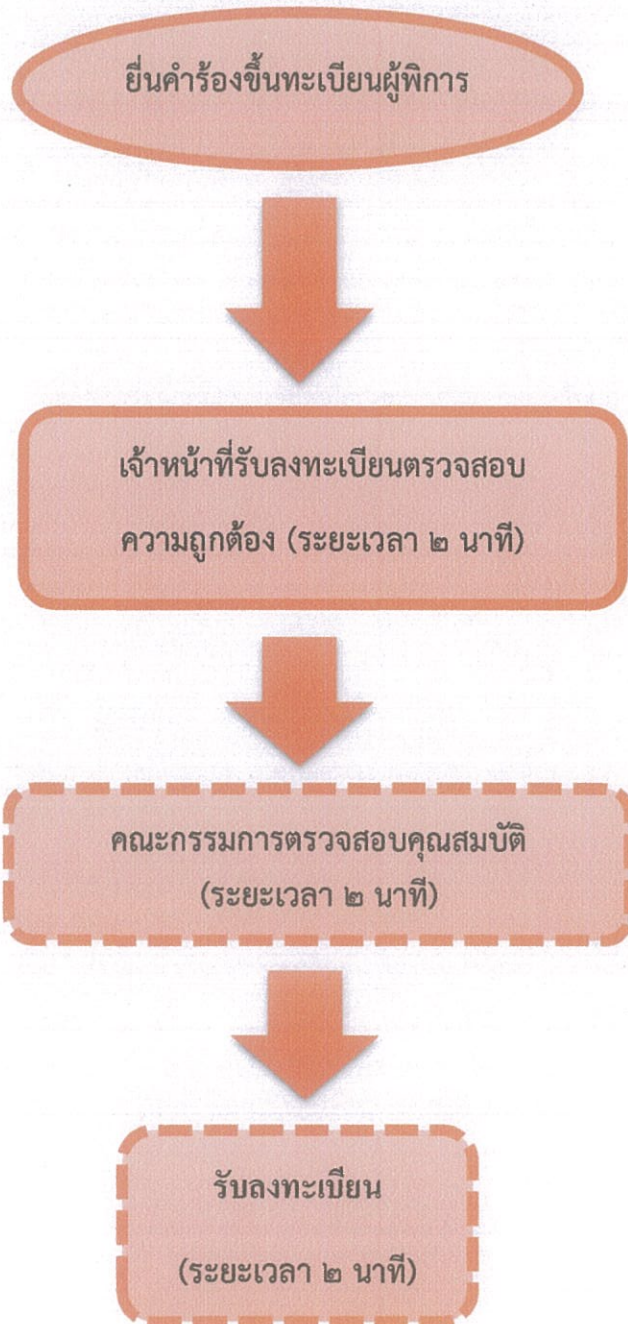 ยื่นคำร้องขึ้นทะเบียนผู้พิการ
เจ้าหน้าที่รับลงทะเบียนตรวจสอบ
ความถูกต้อง (ระยะเวลา ๒ นาที)
คณะกรรมการตรวจสอบคุณสมบัติ
(ระยะเวลา ๒ นาที)
รับลงทะเบียน
(ระยะเวลา ๒ นาที)